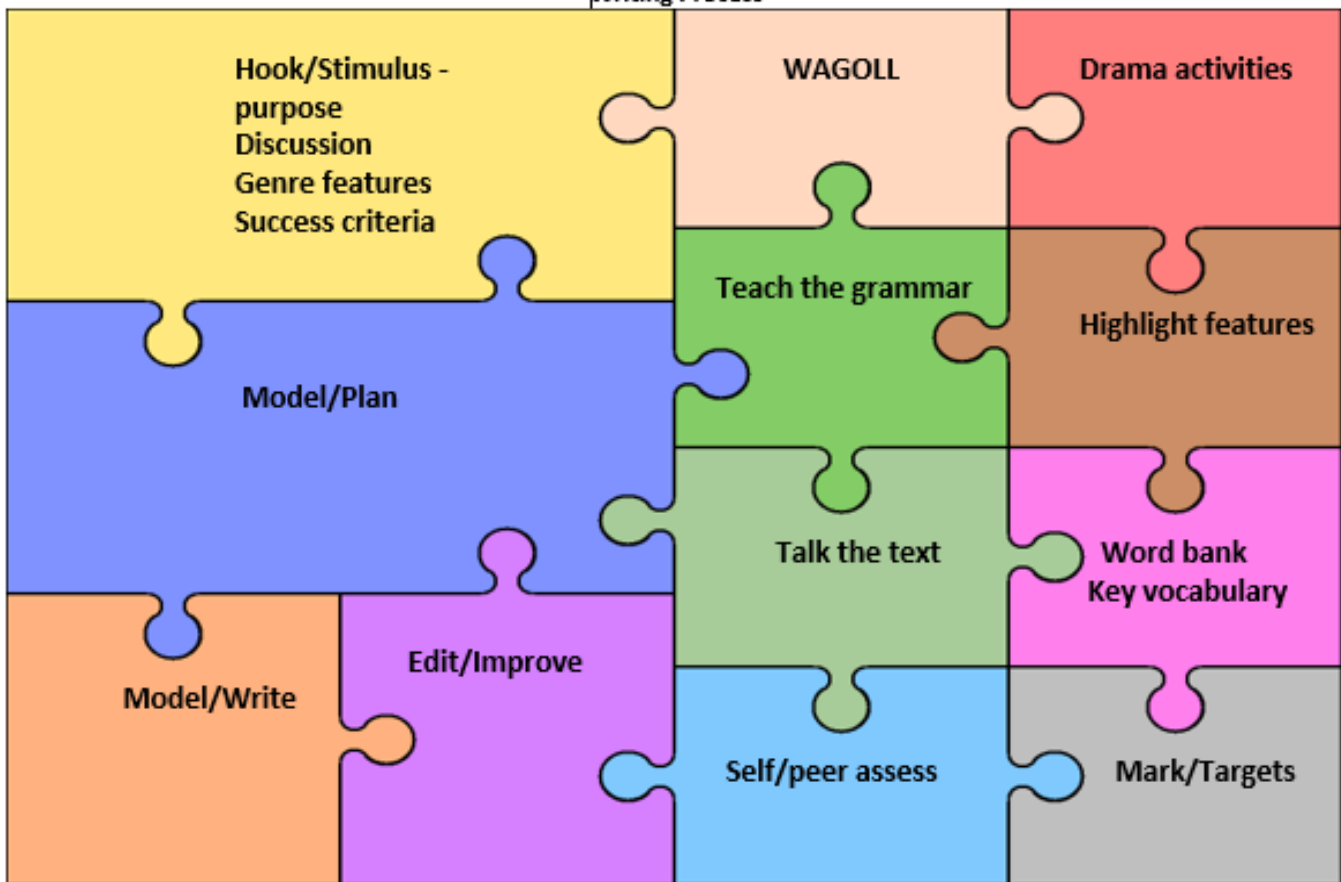 Hook/Stimulus -
purpose
Discussion
Genre features
Success criteria
WAGOLL
Drama activities
Teach the grammar
Highlight features
Model/Plan
Talk the text
Word bank
Key vocabulary
Edit/Improve
Model/Write
Self/peer assess
Mark/Targets